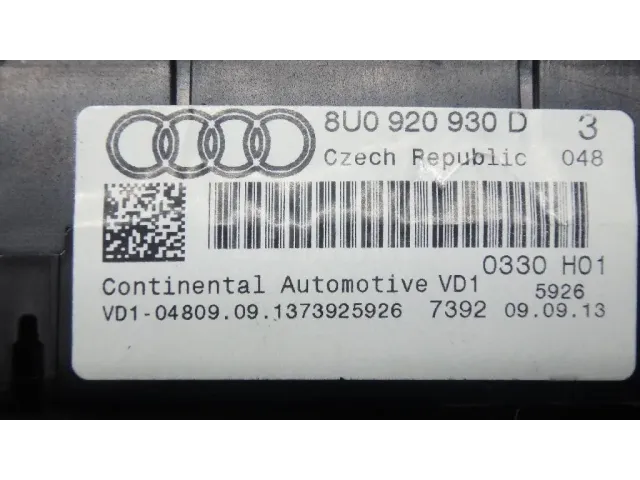 8U0 920 930 D 3
Czech Republic 048
0330 H01
Continental Automotive VD1 5926
VD1-04809.09.1373925926 7392 09.09.13